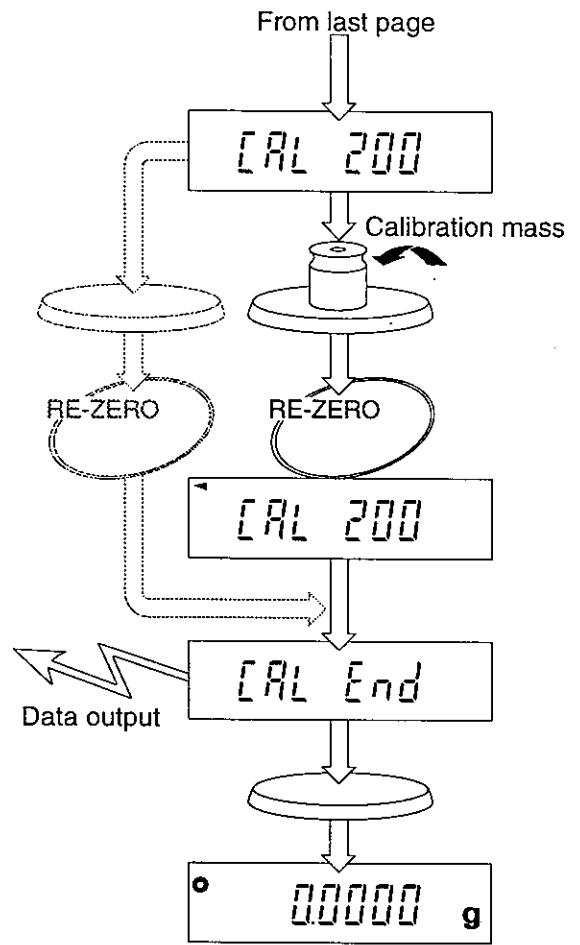 From last page
CAL 200
Calibration mass
RE-ZERO
RE-ZERO
CAL 200
CAL End
Data output
0.0000 g